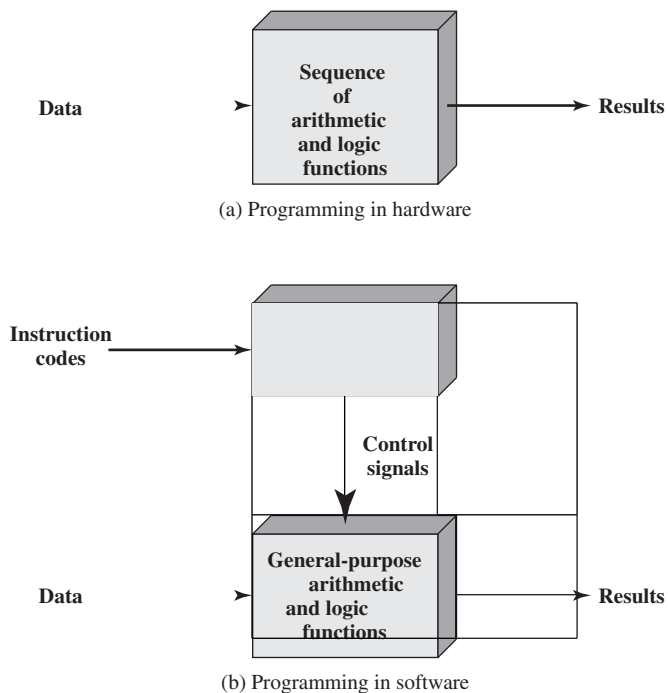 Sequence
of
Data
arithmetic
and logic
functions
Results
(a) Programming in hardware
Instruction
codes
Control
signals
General-purpose
arithmetic
Data
and logic
functions
Results
(b) Programming in software